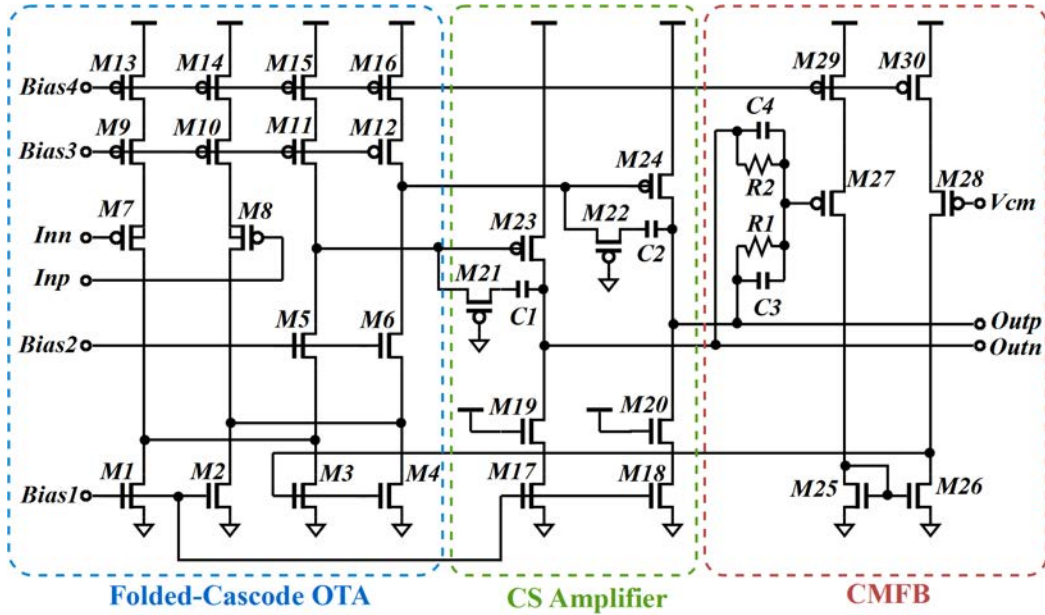 M13 M14 M15 M16 M29 M30
Bias4
C4
M9 M10 M11 M12
Bias3
M24
R2
M27 M28
M7 M8 M23 M22
Vcm
Inn
R1
C2
Inp
M21
C3
C1
M5 M6
Outp
Bias2
Outn
M19 M20
M1 M2 M3 M4 M17 M18
M25 M26
Bias1
Folded-Cascode OTA CS Amplifier CMFB